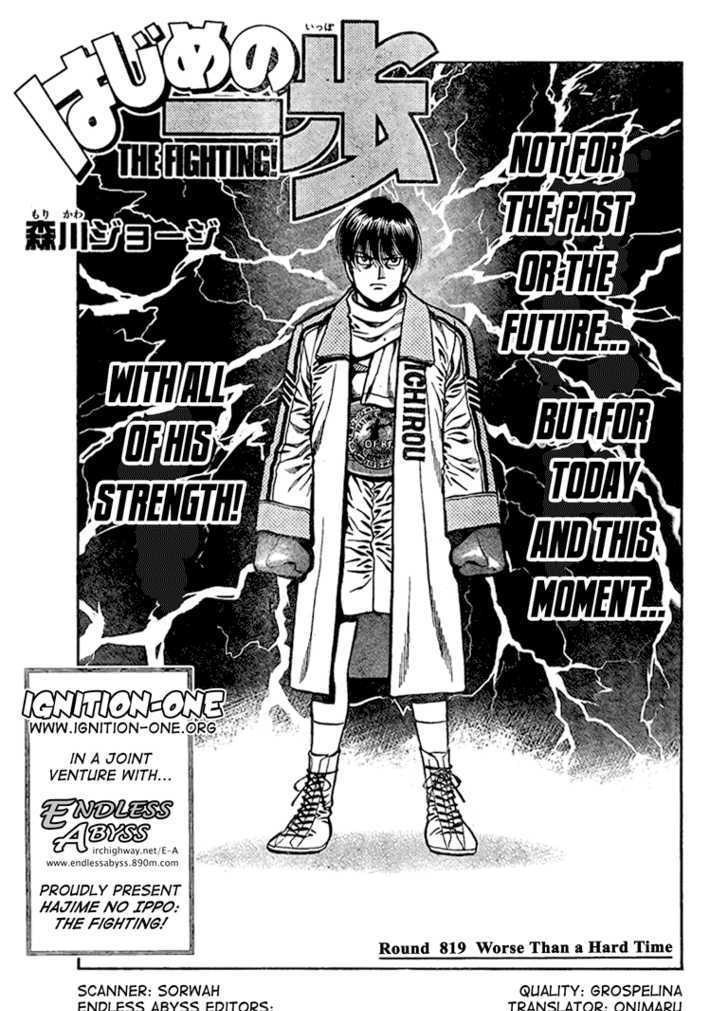 いっぽ
はじめの一歩
THE FIGHTING!
もり かわ
森川ジョージ
NOT FOR
THE PAST
OR THE
FUTURE...
WITH ALL
OF HIS
STRENGTH!
BUT FOR
TODAY
AND THIS
MOMENT...
ICHIROU
IGNITION-ONE
WWW.IGNITION-ONE.ORG
IN A JOINT
VENTURE WITH...
ENDLESS
ABYSS
irchighway.net/E-A
www.endlessabyss.890m.com
PROUDLY PRESENT
HAJIME NO IPPO:
THE FIGHTING!
Round 819 Worse Than a Hard Time
SCANNER: SORWAH
QUALITY: GROSPELINA
ENDLESS ABYSS EDITORS:
TRANSLATOR: ONIMARU